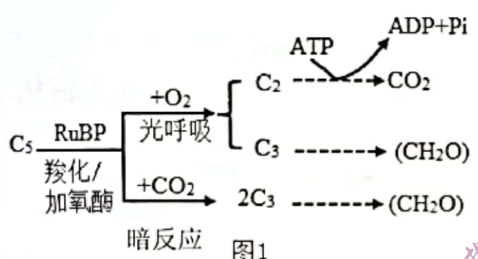 ATP ADP+Pi
+O₂ C₂ CO₂
C₅ RuBP 光呼吸 C₃ (CH₂O)
羧化/
加氧酶 +CO₂ 2C₃ (CH₂O)
暗反应 图1